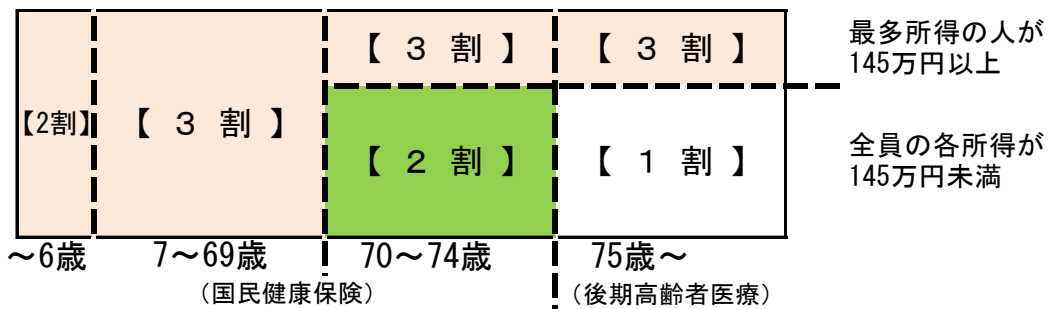 【 ３ 割 】
【 ３ 割 】
最多所得の人が
145万円以上
【2割】
【 ３ 割 】
【 ２ 割 】
【 １ 割 】
全員の各所得が
145万円未満
～6歳
7～69歳
70～74歳
75歳～
（国民健康保険）
（後期高齢者医療）